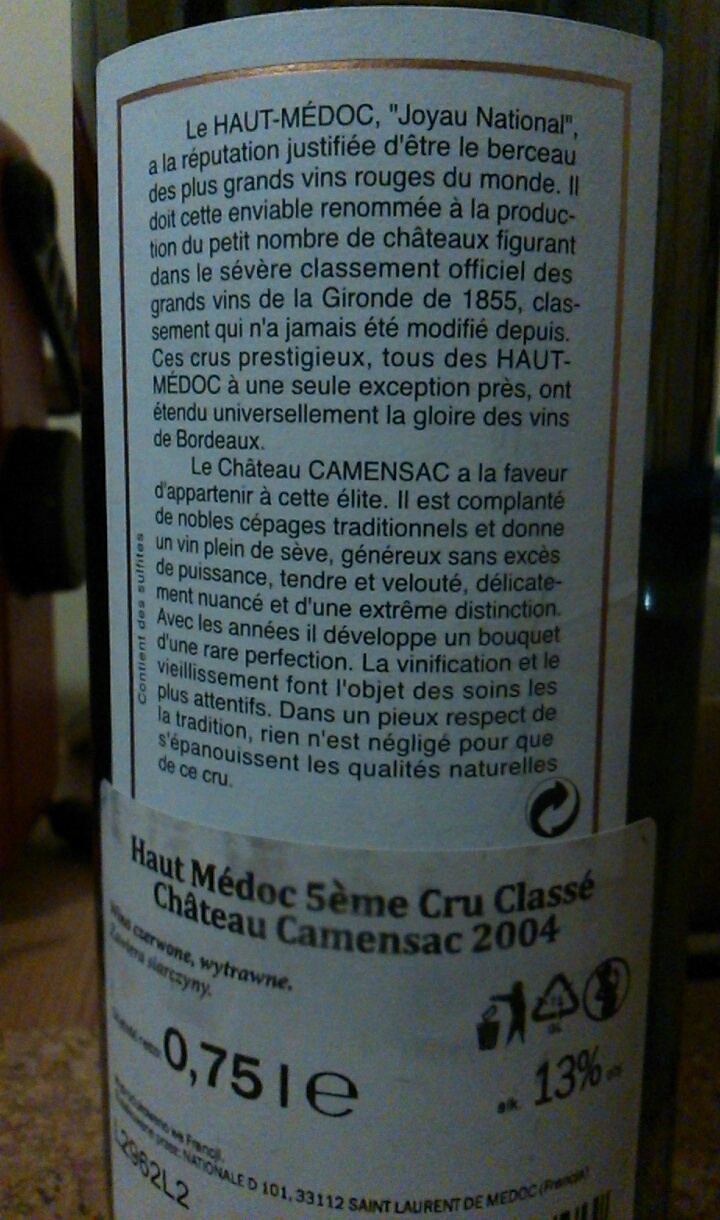 Le HAUT-MÉDOC, "Joyau National",
a la réputation justifiée d'être le berceau
des plus grands vins rouges du monde. Il
doit cette enviable renommée à la produc-
tion du petit nombre de châteaux figurant
dans le sévère classement officiel des
grands vins de la Gironde de 1855, clas-
sement qui n'a jamais été modifié depuis.
Ces crus prestigieux, tous des HAUT-
MÉDOC à une seule exception près, ont
étendu universellement la gloire des vins
de Bordeaux.
Le Château CAMENSAC a la faveur
d'appartenir à cette élite. Il est complanté
de nobles cépages traditionnels et donne
un vin plein de sève, généreux sans excès
de puissance, tendre et velouté, délicate-
ment nuancé et d'une extrême distinction.
Avec les années il développe un bouquet
d'une rare perfection. La vinification et le
vieillissement font l'objet des soins les
plus attentifs. Dans un pieux respect de
la tradition, rien n'est négligé pour que
s'épanouissent les qualités naturelles
de ce cru.
Contient des sulfites
Haut Médoc 5ème Cru Classé
Château Camensac 2004
Wino czerwone, wytrawne.
Zawiera siarczyny.
0,75 l e
alk. 13%
we Francji.
przez: NATIONALE D 101, 33112 SAINT LAURENT DE MEDOC (Francja)
L2962L2